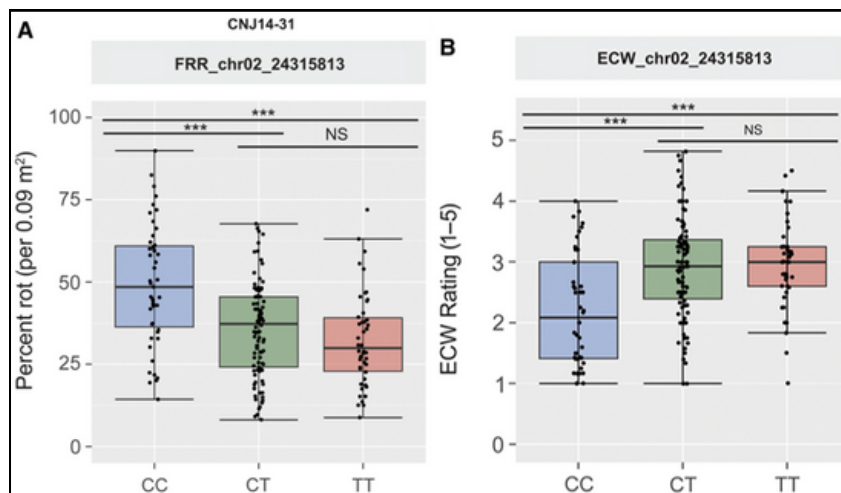 A
CNJ14-31
FRR_chr02_24315813
Percent rot (per 0.09 m²)
100
75
50
25
0
***
***
NS
CC
CT
TT
B
ECW_chr02_24315813
ECW Rating (1–5)
5
4
3
2
1
0
***
***
NS
CC
CT
TT